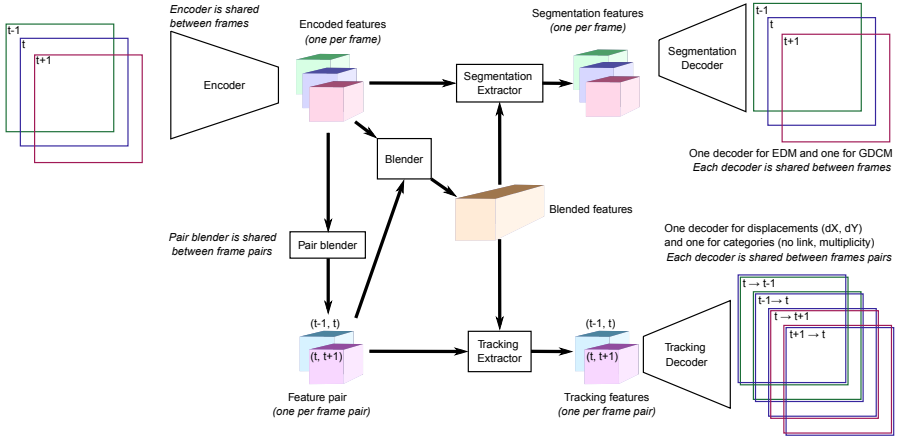 Encoder is shared
between frames
t-1
t
t+1
Encoder
Encoded features
(one per frame)
Segmentation
Extractor
Segmentation features
(one per frame)
Segmentation
Decoder
t-1
t
t+1
One decoder for EDM and one for GDCM
Each decoder is shared between frames
Blender
Blended features
Pair blender is shared
between frame pairs
Pair blender
One decoder for displacements (dX, dY)
and one for categories (no link, multiplicity)
Each decoder is shared between frames pairs
(t-1, t)
(t, t+1)
Feature pair
(one per frame pair)
Tracking
Extractor
(t-1, t)
(t, t+1)
Tracking features
(one per frame pair)
Tracking
Decoder
t → t-1
t-1→ t
t → t+1
t+1 → t